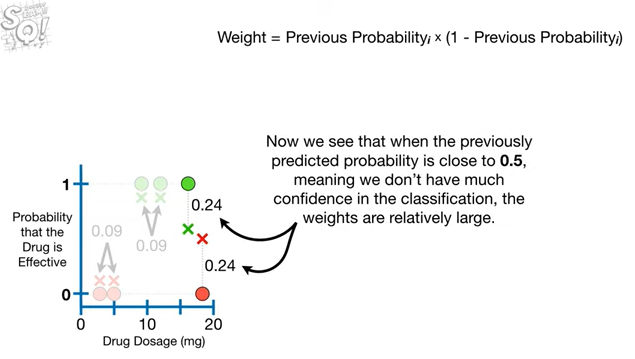 SQ!
Weight = Previous Probabilityi x (1 - Previous Probabilityi)
Now we see that when the previously
predicted probability is close to 0.5,
meaning we don't have much
confidence in the classification, the
weights are relatively large.
Probability
that the
Drug is
Effective
1
0
0.09
0.09
0.24
0.24
0
10
20
Drug Dosage (mg)